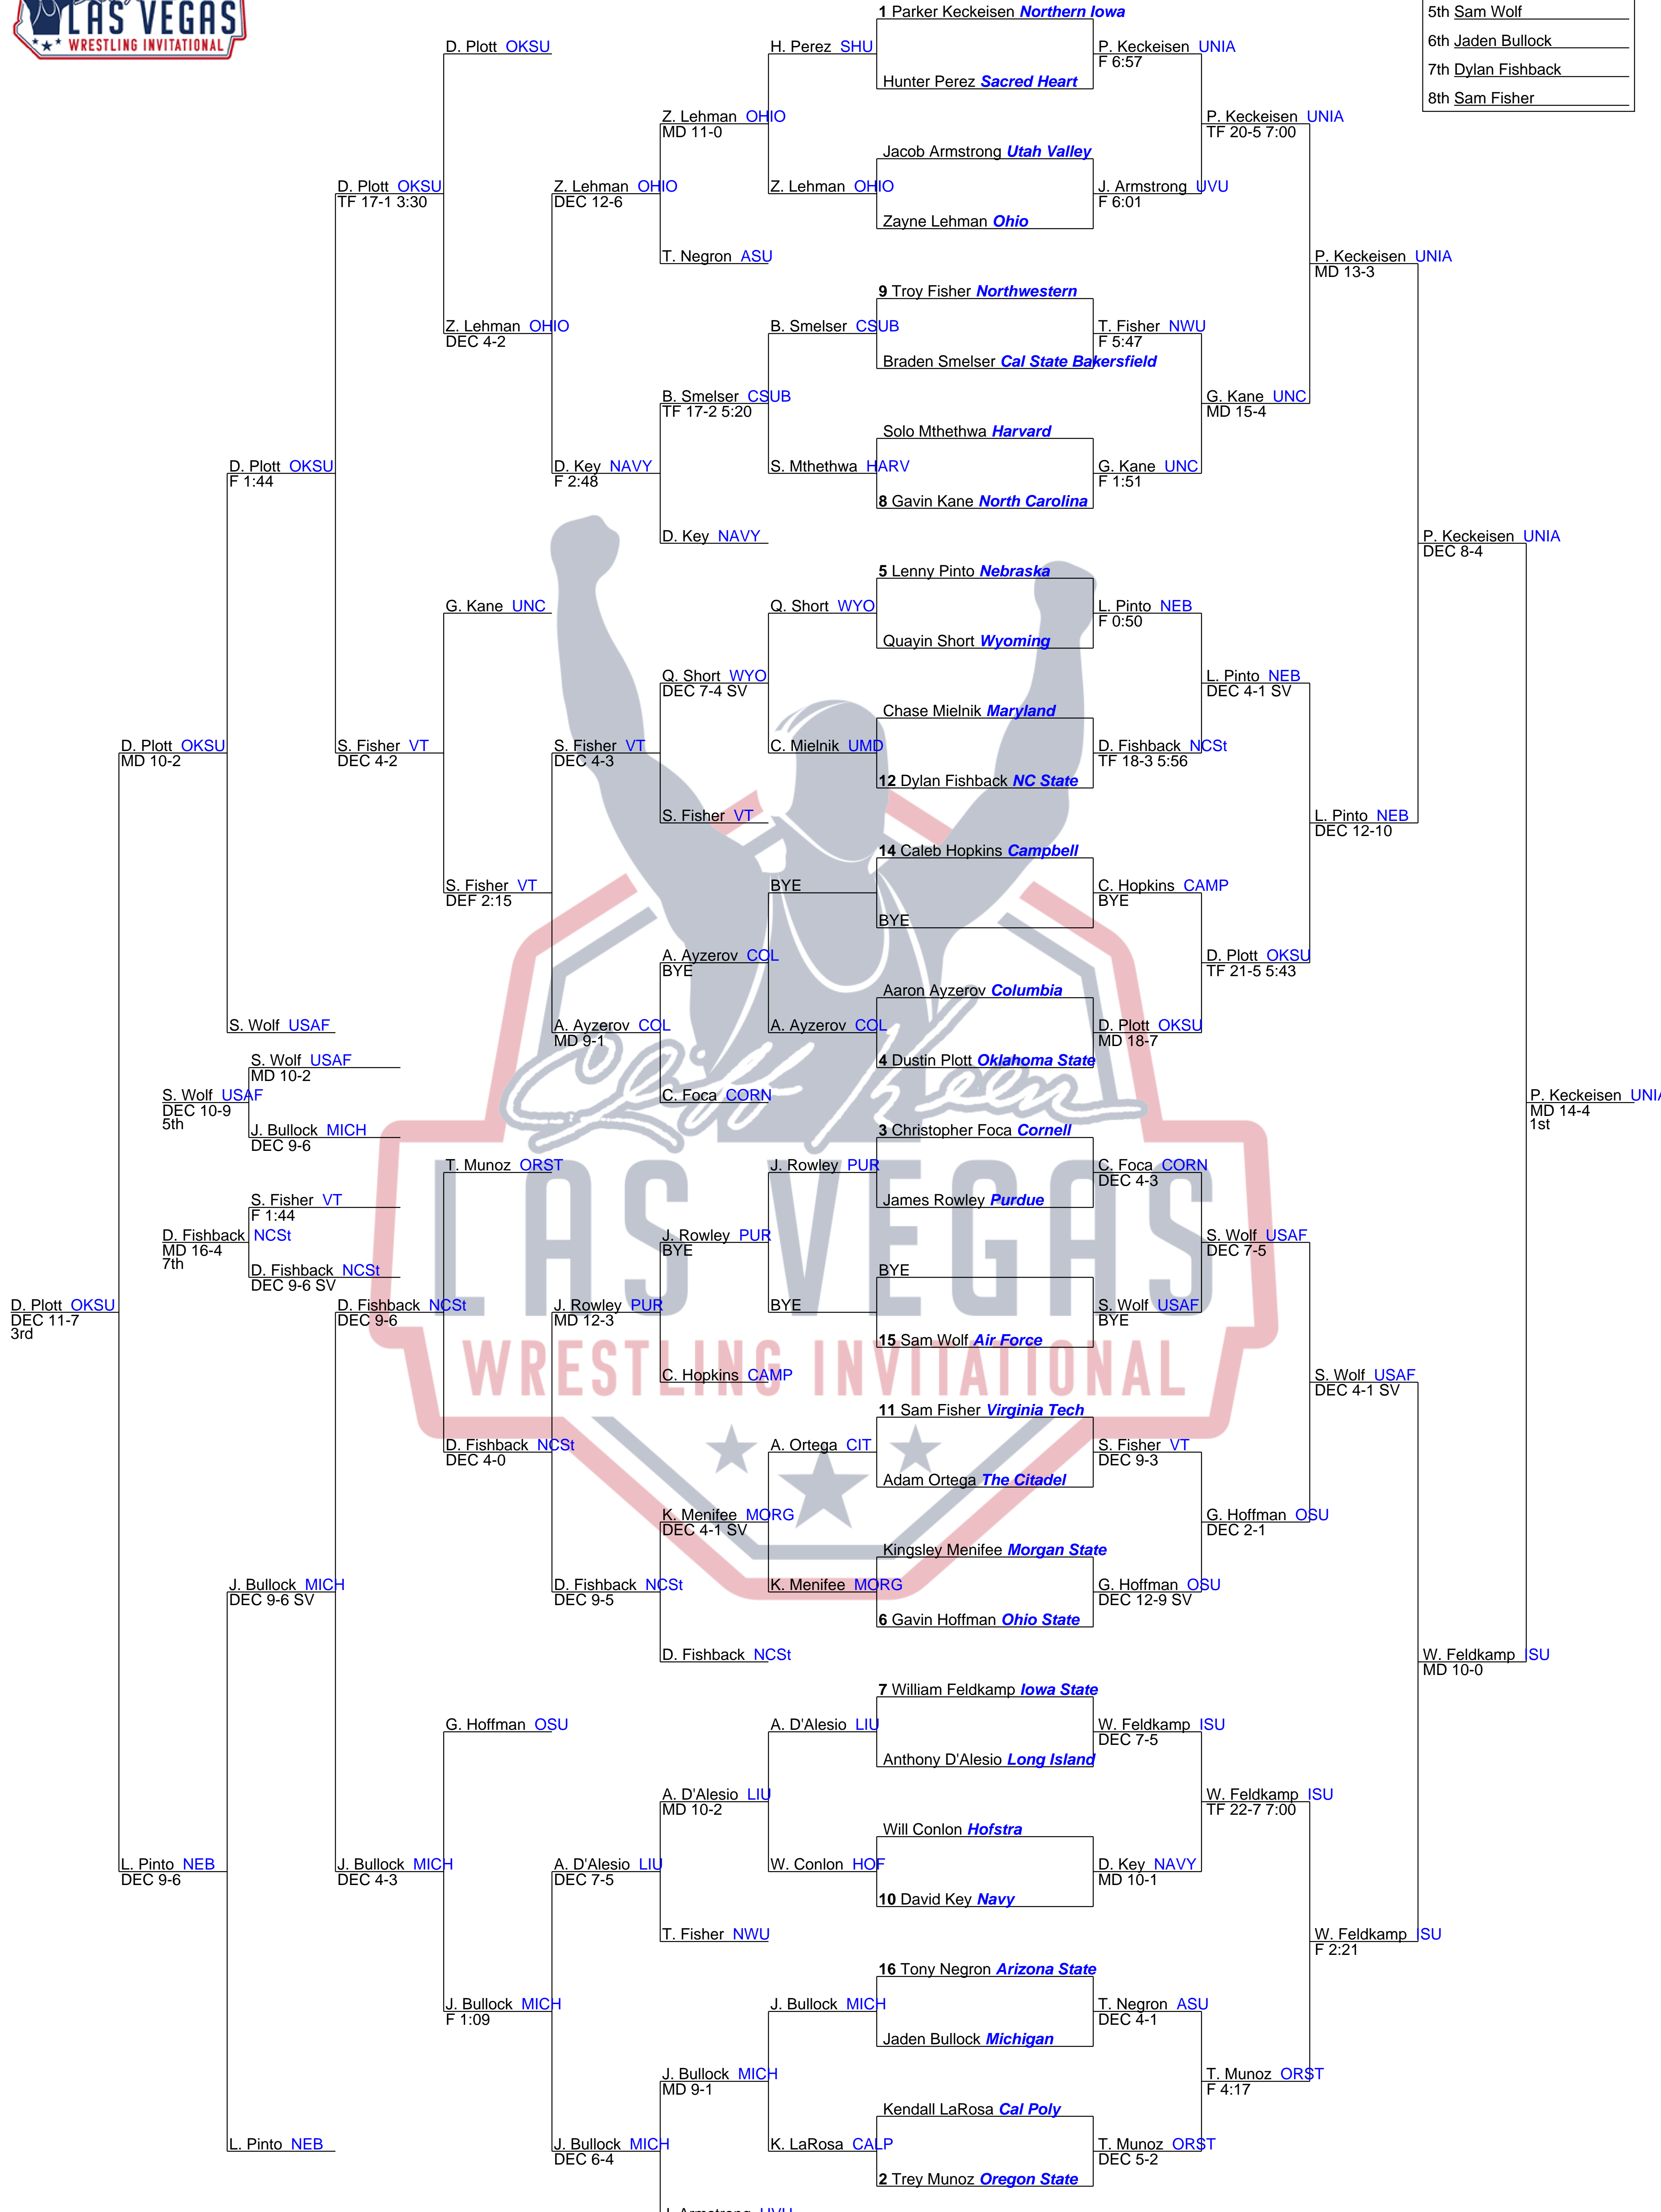 LAS VEGAS
WRESTLING INVITATIONAL
5th Sam Wolf
6th Jaden Bullock
7th Dylan Fishback
8th Sam Fisher
D. Plott OKSU
D. Plott OKSU
TF 17-1 3:30
Z. Lehman OHIO
DEC 4-2
D. Plott OKSU
F 1:44
G. Kane UNC
S. Fisher VT
DEC 4-2
S. Fisher VT
DEF 2:15
D. Plott OKSU
MD 10-2
S. Wolf USAF
S. Wolf USAF
MD 10-2
S. Wolf USAF
DEC 10-9
5th
J. Bullock MICH
DEC 9-6
S. Fisher VT
F 1:44
D. Fishback NCSt
MD 16-4
7th
D. Fishback NCSt
DEC 9-6 SV
D. Plott OKSU
DEC 11-7
3rd
T. Munoz ORST
D. Fishback NCSt
DEC 9-6
D. Fishback NCSt
DEC 4-0
J. Bullock MICH
DEC 9-6 SV
G. Hoffman OSU
J. Bullock MICH
DEC 4-3
J. Bullock MICH
F 1:09
L. Pinto NEB
DEC 9-6
L. Pinto NEB
Z. Lehman OHIO
DEC 12-6
D. Key NAVY
F 2:48
S. Fisher VT
DEC 4-3
A. Ayzerov COL
MD 9-1
J. Rowley PUR
MD 12-3
D. Fishback NCSt
DEC 9-5
A. D'Alesio LIU
DEC 7-5
J. Bullock MICH
DEC 6-4
Z. Lehman OHIO
MD 11-0
T. Negron ASU
B. Smelser CSUB
TF 17-2 5:20
D. Key NAVY
Q. Short WYO
DEC 7-4 SV
S. Fisher VT
A. Ayzerov COL
BYE
C. Foca CORN
J. Rowley PUR
BYE
C. Hopkins CAMP
K. Menifee MORG
DEC 4-1 SV
D. Fishback NCSt
A. D'Alesio LIU
MD 10-2
T. Fisher NWU
J. Bullock MICH
MD 9-1
H. Perez SHU
Z. Lehman OHIO
B. Smelser CSUB
S. Mthethwa HARV
Q. Short WYO
C. Mielnik UMD
BYE
A. Ayzerov COL
J. Rowley PUR
BYE
A. Ortega CIT
K. Menifee MORG
A. D'Alesio LIU
W. Conlon HOF
J. Bullock MICH
K. LaRosa CALP
1 Parker Keckeisen Northern Iowa
Hunter Perez Sacred Heart
Jacob Armstrong Utah Valley
Zayne Lehman Ohio
9 Troy Fisher Northwestern
Braden Smelser Cal State Bakersfield
Solo Mthethwa Harvard
8 Gavin Kane North Carolina
5 Lenny Pinto Nebraska
Quayin Short Wyoming
Chase Mielnik Maryland
12 Dylan Fishback NC State
14 Caleb Hopkins Campbell
BYE
Aaron Ayzerov Columbia
4 Dustin Plott Oklahoma State
3 Christopher Foca Cornell
James Rowley Purdue
BYE
15 Sam Wolf Air Force
11 Sam Fisher Virginia Tech
Adam Ortega The Citadel
Kingsley Menifee Morgan State
6 Gavin Hoffman Ohio State
7 William Feldkamp Iowa State
Anthony D'Alesio Long Island
Will Conlon Hofstra
10 David Key Navy
16 Tony Negron Arizona State
Jaden Bullock Michigan
Kendall LaRosa Cal Poly
2 Trey Munoz Oregon State
P. Keckeisen UNIA
F 6:57
J. Armstrong UVU
F 6:01
T. Fisher NWU
F 5:47
G. Kane UNC
F 1:51
L. Pinto NEB
F 0:50
D. Fishback NCSt
TF 18-3 5:56
C. Hopkins CAMP
BYE
D. Plott OKSU
MD 18-7
C. Foca CORN
DEC 4-3
S. Wolf USAF
BYE
S. Fisher VT
DEC 9-3
G. Hoffman OSU
DEC 12-9 SV
W. Feldkamp ISU
DEC 7-5
D. Key NAVY
MD 10-1
T. Negron ASU
DEC 4-1
T. Munoz ORST
DEC 5-2
P. Keckeisen UNIA
TF 20-5 7:00
G. Kane UNC
MD 15-4
L. Pinto NEB
DEC 4-1 SV
D. Plott OKSU
TF 21-5 5:43
S. Wolf USAF
DEC 7-5
G. Hoffman OSU
DEC 2-1
W. Feldkamp ISU
TF 22-7 7:00
T. Munoz ORST
F 4:17
P. Keckeisen UNIA
MD 13-3
L. Pinto NEB
DEC 12-10
S. Wolf USAF
DEC 4-1 SV
W. Feldkamp ISU
F 2:21
P. Keckeisen UNIA
DEC 8-4
W. Feldkamp ISU
MD 10-0
P. Keckeisen UNIA
MD 14-4
1st
Cliff Keen
LAS VEGAS
WRESTLING INVITATIONAL